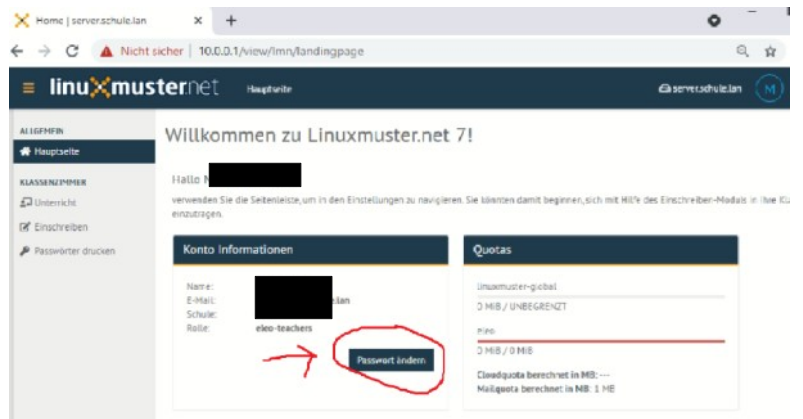 Home | server.schule.lan
Nicht sicher | 10.0.0.1/view/lmn/landingpage
linuxmuster.net Hauptseite server.schule.lan M
ALLGEMEIN
Hauptseite
KLASSENZIMMER
Unterricht
Einschreiben
Passwörter drucken
Willkommen zu Linuxmuster.net 7!
Hallo
verwenden Sie die Seitenleiste, um in den Einstellungen zu navigieren. Sie könnten damit beginnen, sich mit Hilfe des Einschreiben-Moduls in Ihre
einzutragen.
Konto Informationen
Name:
E-Mail: .lan
Schule:
Rolle: eleo-teachers
Passwort ändern
Quotas
linuxmuster-global
0 MiB / UNBEGRENZT
eleo
0 MiB / 0 MiB
Cloudquota berechnet in MB: ---
Mailquota berechnet in MB: 1 MB